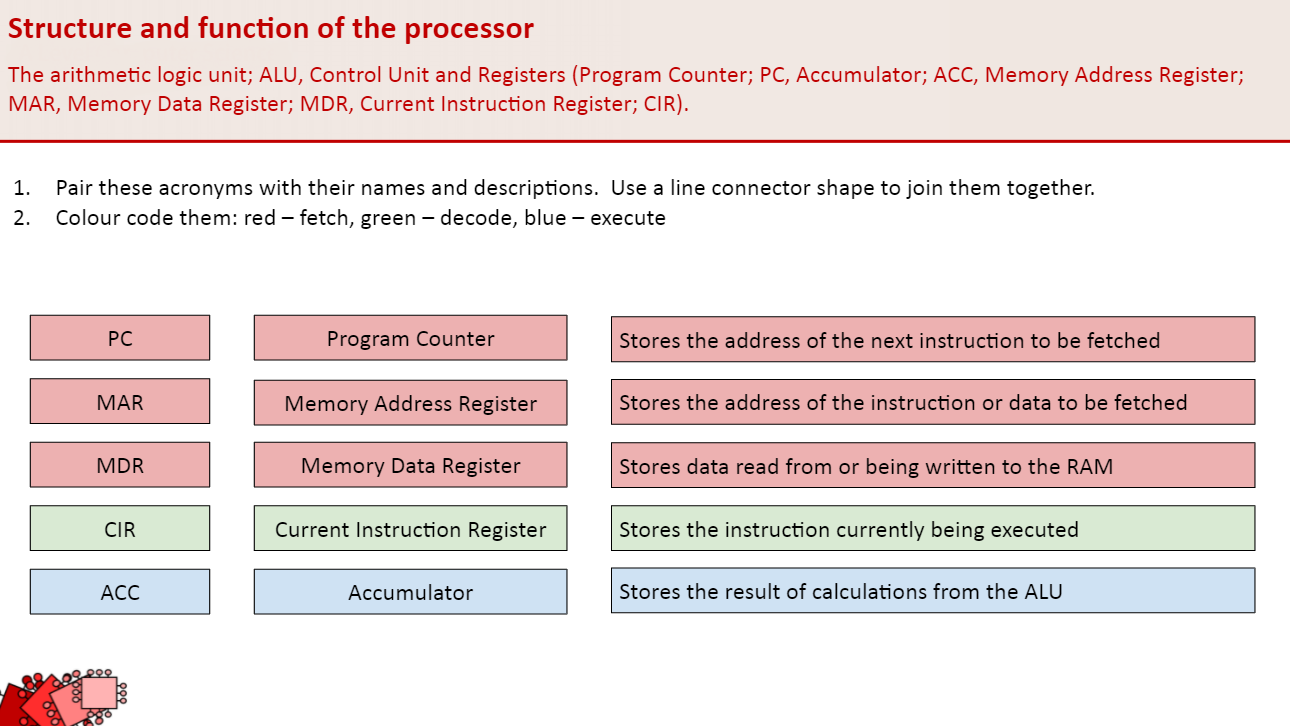 Structure and function of the processor
The arithmetic logic unit; ALU, Control Unit and Registers (Program Counter; PC, Accumulator; ACC, Memory Address Register;
MAR, Memory Data Register; MDR, Current Instruction Register; CIR).
1. Pair these acronyms with their names and descriptions.  Use a line connector shape to join them together.
2. Colour code them: red – fetch, green – decode, blue – execute
PC Program Counter Stores the address of the next instruction to be fetched
MAR Memory Address Register Stores the address of the instruction or data to be fetched
MDR Memory Data Register Stores data read from or being written to the RAM
CIR Current Instruction Register Stores the instruction currently being executed
ACC Accumulator Stores the result of calculations from the ALU